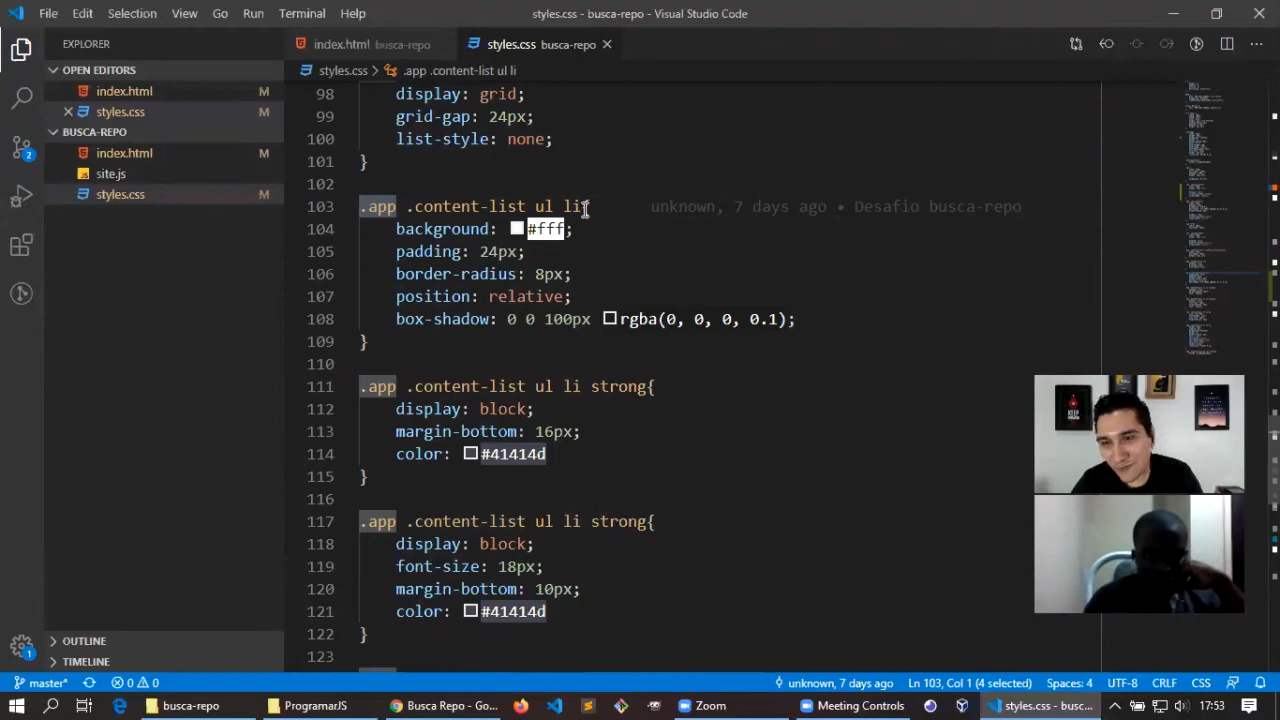 File Edit Selection View Go Run Terminal Help
styles.css - busca-repo - Visual Studio Code
EXPLORER
index.html busca-repo
styles.css busca-repo
OPEN EDITORS
index.html M
styles.css M
BUSCA-REPO
index.html M
site.js
styles.css M
OUTLINE
TIMELINE
styles.css > .app .content-list ul li
98 display: grid;
99 grid-gap: 24px;
100 list-style: none;
101 }
102
103 .app .content-list ul li unknown, 7 days ago • Desafio busca-repo
104 background: #fff;
105 padding: 24px;
106 border-radius: 8px;
107 position: relative;
108 box-shadow: 0 0 100px rgba(0, 0, 0, 0.1);
109 }
110
111 .app .content-list ul li strong{
112 display: block;
113 margin-bottom: 16px;
114 color: #41414d
115 }
116
117 .app .content-list ul li strong{
118 display: block;
119 font-size: 18px;
120 margin-bottom: 10px;
121 color: #41414d
122 }
123
2
1
KEEP
master* 0 0 unknown, 7 days ago Ln 103, Col 1 (4 selected) Spaces: 4 UTF-8 CRLF CSS
busca-repo ProgramarJS Busca Repo - Go... Zoom Meeting Controls styles.css - busc... 17:53